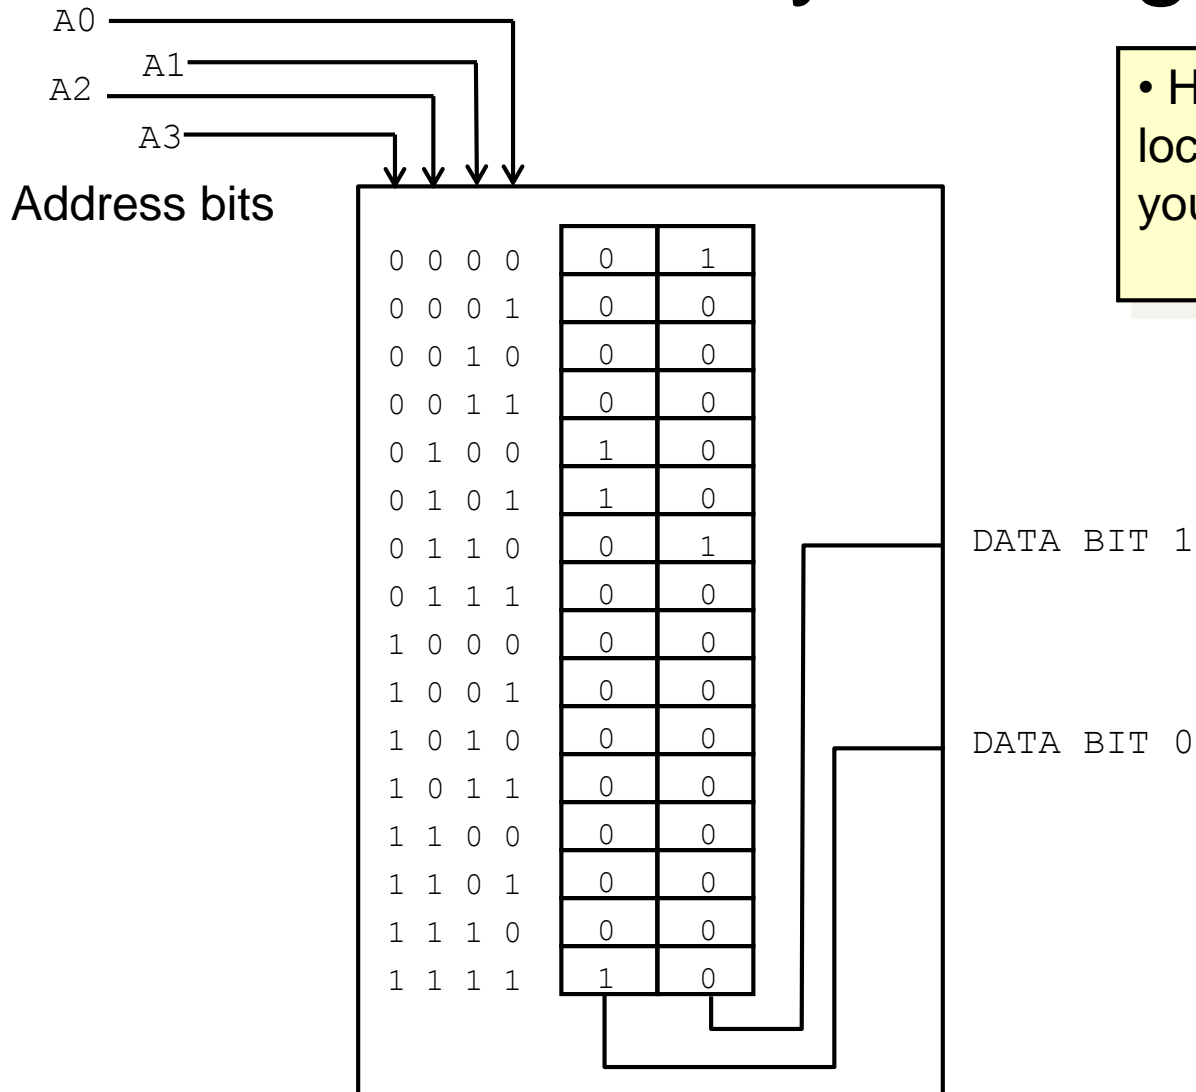 A0
A1
A2
A3
Address bits
0 0 0 0 0 1
0 0 0 1 0 0
0 0 1 0 0 0
0 0 1 1 0 0
0 1 0 0 1 0
0 1 0 1 1 0
0 1 1 0 0 1
0 1 1 1 0 0
1 0 0 0 0 0
1 0 0 1 0 0
1 0 1 0 0 0
1 0 1 1 0 0
1 1 0 0 0 0
1 1 0 1 0 0
1 1 1 0 0 0
1 1 1 1 1 0
DATA BIT 1
DATA BIT 0